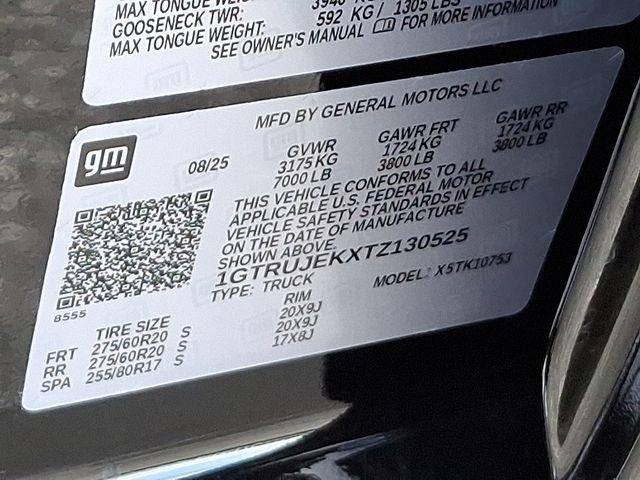 MAX TONGUE
GOOSENECK TWR: 592 KG / 1305 LBS
MAX TONGUE WEIGHT:
SEE OWNER'S MANUAL FOR MORE INFORMATION
gm
MFD BY GENERAL MOTORS LLC
08/25
GVWR GAWR FRT GAWR RR
3175 KG 1724 KG 1724 KG
7000 LB 3800 LB 3800 LB
THIS VEHICLE CONFORMS TO ALL
APPLICABLE U.S. FEDERAL MOTOR
VEHICLE SAFETY STANDARDS IN EFFECT
ON THE DATE OF MANUFACTURE
SHOWN ABOVE.
1GTRUJEKXTZ130525
TYPE: TRUCK MODEL: X5TK10753
8555
TIRE SIZE RIM
FRT 275/60R20 S 20X9J
RR 275/60R20 S 20X9J
SPA 255/80R17 S 17X8J